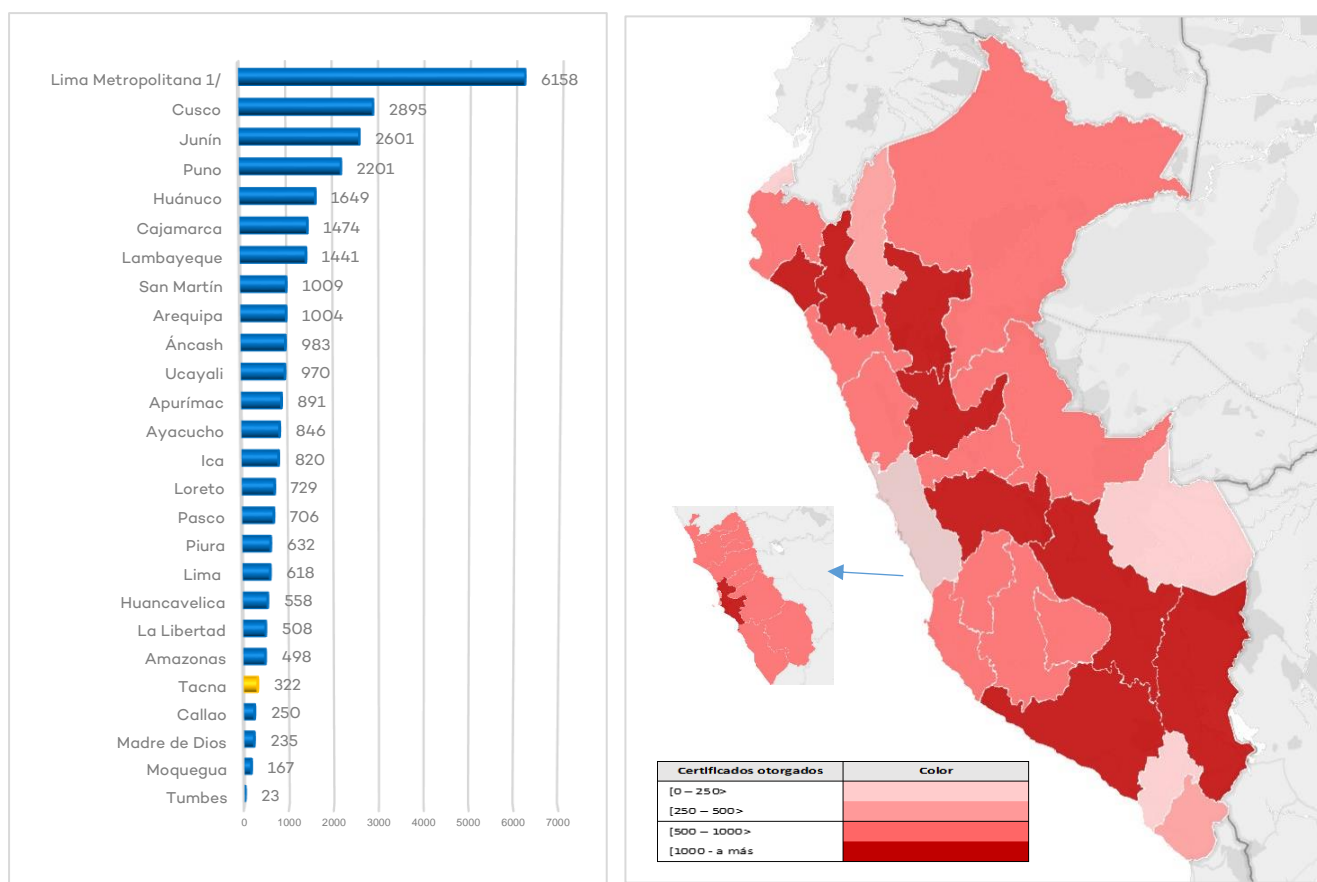 Lima Metropolitana 1/ 6158
Cusco 2895
Junín 2601
Puno 2201
Huánuco 1649
Cajamarca 1474
Lambayeque 1441
San Martín 1009
Arequipa 1004
Áncash 983
Ucayali 970
Apurímac 891
Ayacucho 846
Ica 820
Loreto 729
Pasco 706
Piura 632
Lima 618
Huancavelica 558
La Libertad 508
Amazonas 498
Tacna 322
Callao 250
Madre de Dios 235
Moquegua 167
Tumbes 23
0 1000 2000 3000 4000 5000 6000 7000
Certificados otorgados Color
[0 – 250>
[250 – 500>
[500 – 1000>
[1000 - a más